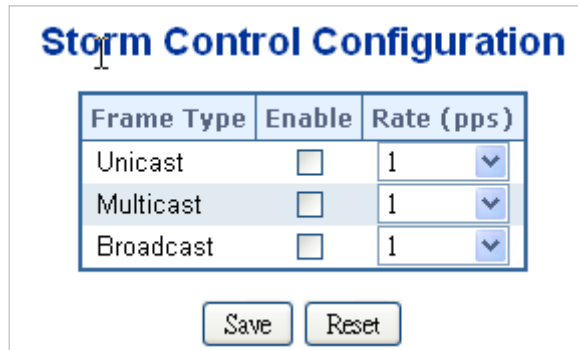 Storm Control Configuration
Frame Type Enable Rate (pps)
Unicast 1
Multicast 1
Broadcast 1
Save Reset